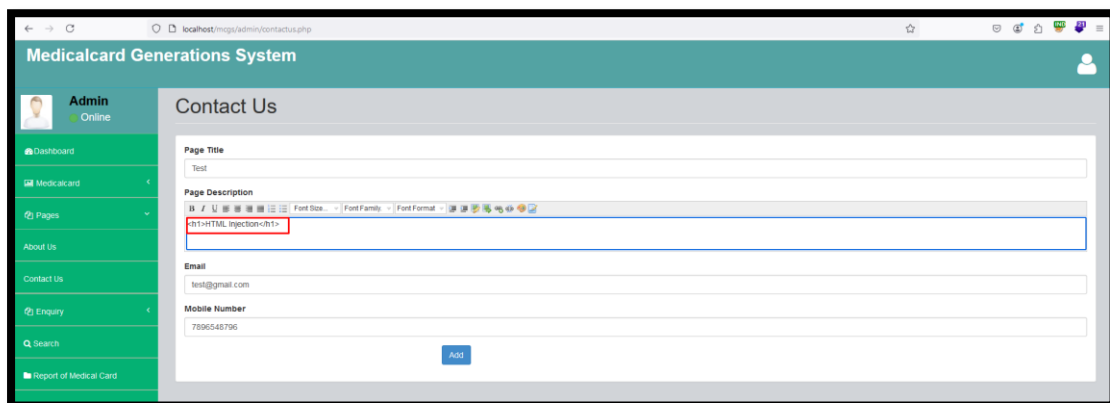 localhost/mcgs/admin/contactus.php
Medicalcard Generations System
Admin
Online
Contact Us
Dashboard
Medicalcard
Pages
About Us
Contact Us
Enquiry
Search
Report of Medical Card
Page Title
Test
Page Description
B I U Font Size... Font Family. Font Format
<h1>HTML Injection</h1>
Email
test@gmail.com
Mobile Number
7896548796
Add